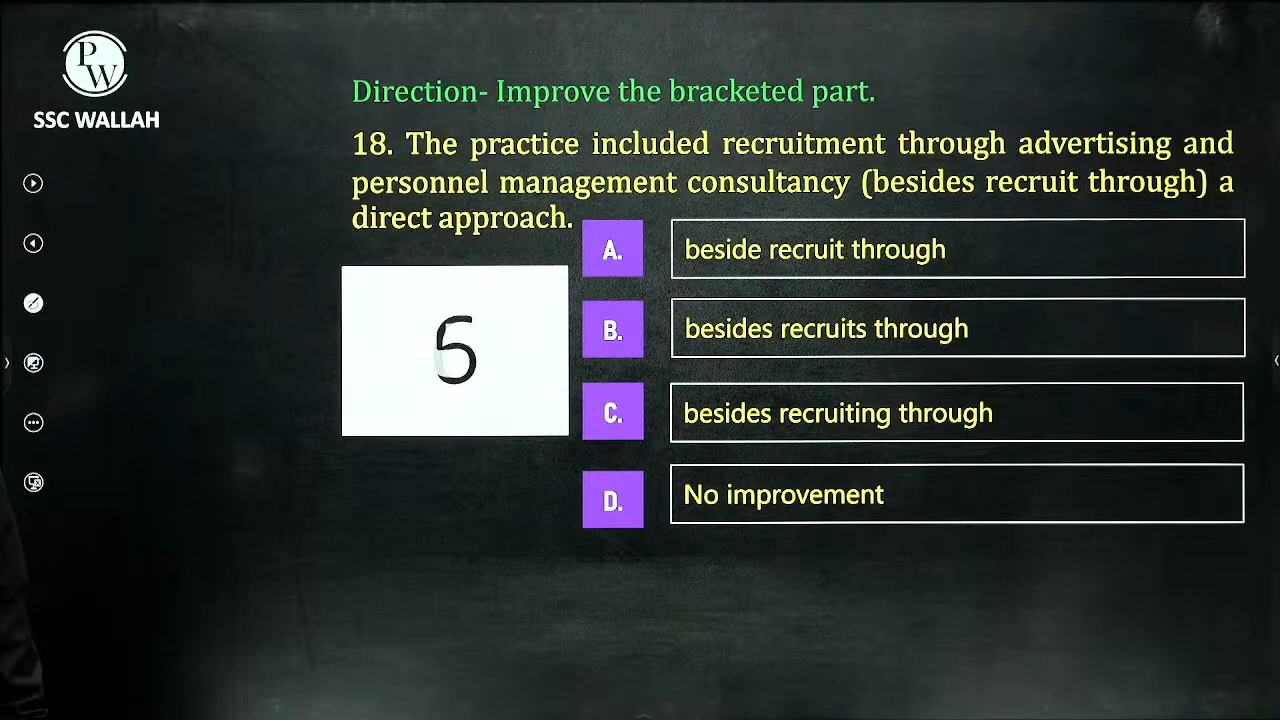 PW
SSC WALLAH
Direction- Improve the bracketed part.
18. The practice included recruitment through advertising and
personnel management consultancy (besides recruit through) a
direct approach.
A. beside recruit through
B. besides recruits through
C. besides recruiting through
D. No improvement